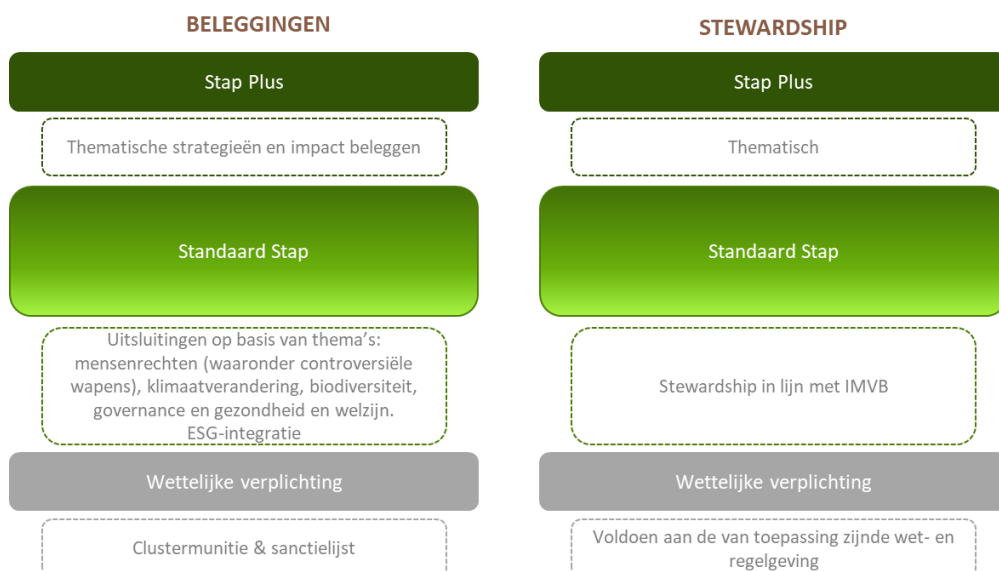 BELEGGINGEN
Stap Plus
Thematische strategieën en impact beleggen
Standaard Stap
Uitsluitingen op basis van thema's:
mensenrechten (waaronder controversiële
wapens), klimaatverandering, biodiversiteit,
governance en gezondheid en welzijn.
ESG-integratie
Wettelijke verplichting
Clustermunitie & sanctielijst
STEWARDSHIP
Stap Plus
Thematisch
Standaard Stap
Stewardship in lijn met IMVB
Wettelijke verplichting
Voldoen aan de van toepassing zijnde wet- en
regelgeving